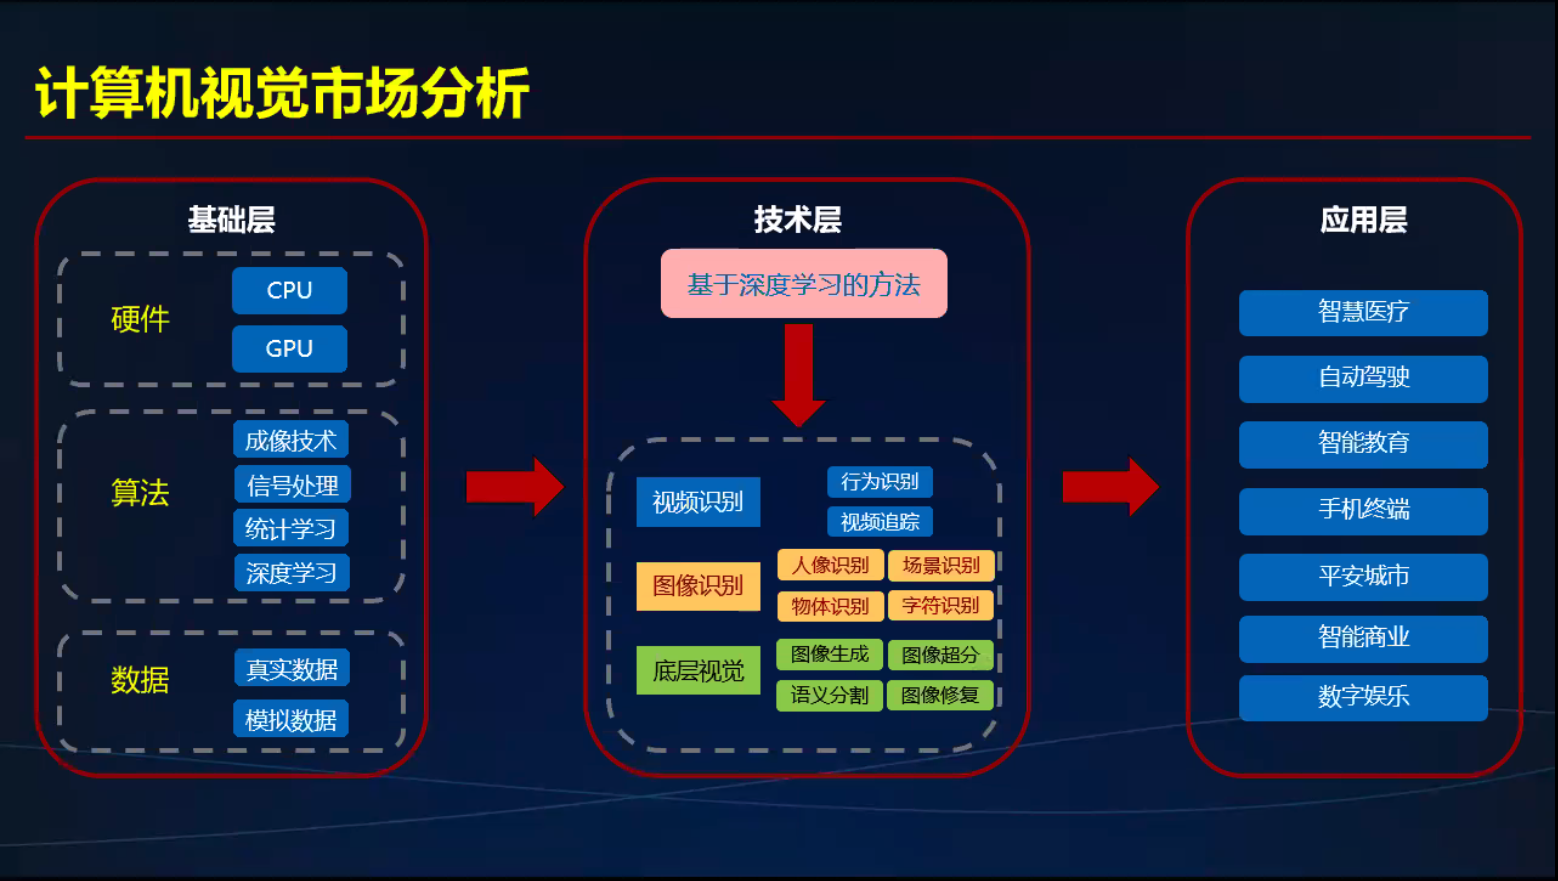 计算机视觉市场分析
基础层
硬件
CPU
GPU
算法
成像技术
信号处理
统计学习
深度学习
数据
真实数据
模拟数据
技术层
基于深度学习的方法
视频识别
行为识别
视频追踪
图像识别
人像识别
场景识别
物体识别
字符识别
底层视觉
图像生成
图像超分
语义分割
图像修复
应用层
智慧医疗
自动驾驶
智能教育
手机终端
平安城市
智能商业
数字娱乐